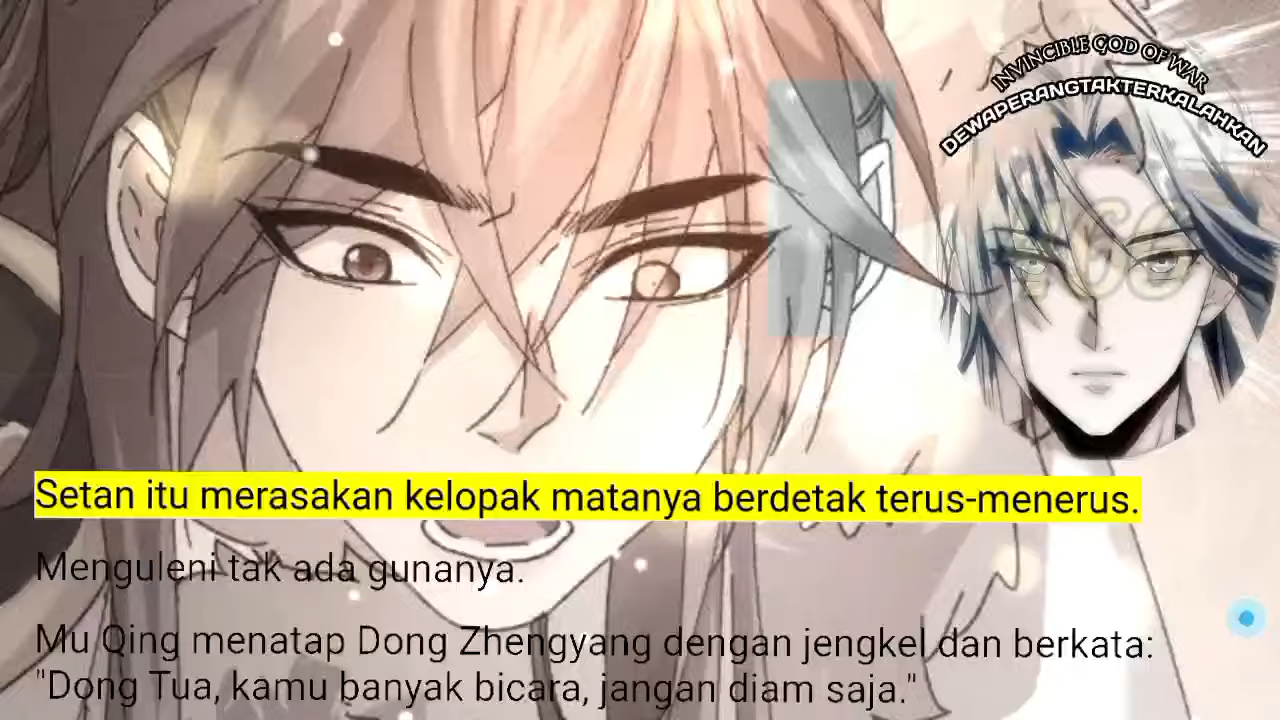 INVINCIBLE GOD OF WAR
DEWAPERANGTAKTERKALAHKAN
Setan itu merasakan kelopak matanya berdetak terus-menerus.
Menguleni tak ada gunanya.
Mu Qing menatap Dong Zhengyang dengan jengkel dan berkata:
"Dong Tua, kamu banyak bicara, jangan diam saja."